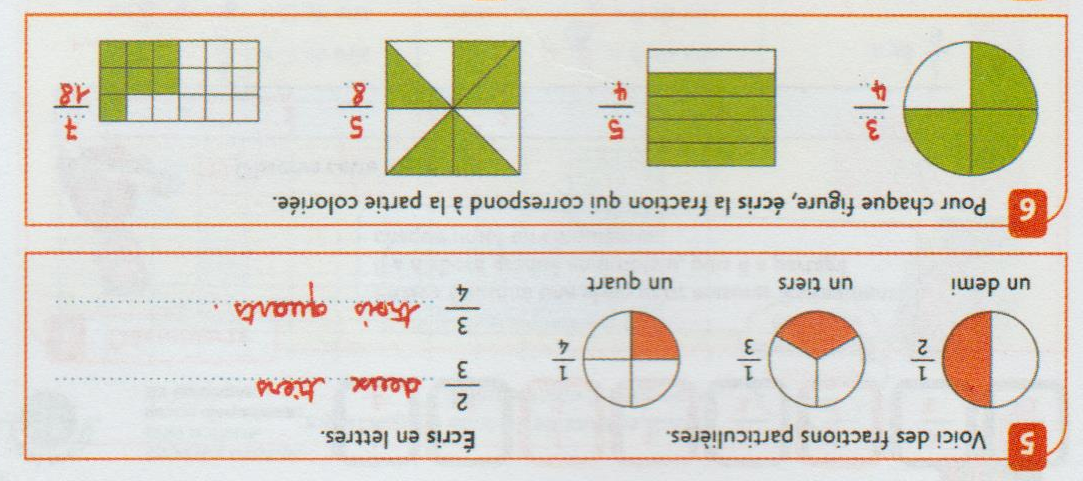 5 Voici des fractions particulières. Écris en lettres.
1/2 1/3 1/4
un demi un tiers un quart
2/3 deux tiers
3/4 trois quarts.
6 Pour chaque figure, écris la fraction qui correspond à la partie coloriée.
3/4 5/4 5/8 7/18